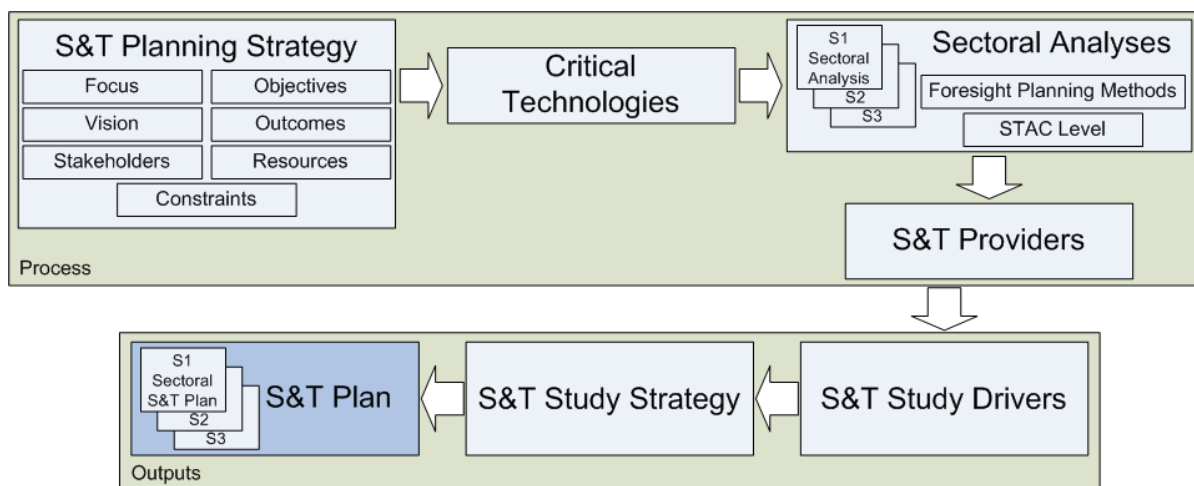 S&T Planning Strategy
Focus
Objectives
Vision
Outcomes
Stakeholders
Resources
Constraints
Critical
Technologies
S1
Sectoral
Analysis
S2
S3
Sectoral Analyses
Foresight Planning Methods
STAC Level
S&T Providers
Process
S1
Sectoral
S&T Plan
S2
S3
S&T Plan
S&T Study Strategy
S&T Study Drivers
Outputs